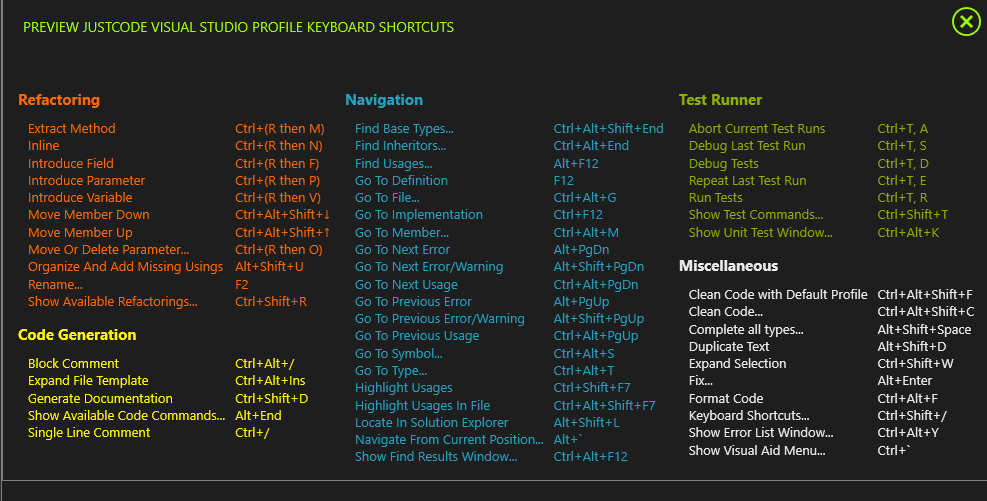 PREVIEW JUSTCODE VISUAL STUDIO PROFILE KEYBOARD SHORTCUTS
Refactoring
Extract Method Ctrl+(R then M)
Inline Ctrl+(R then N)
Introduce Field Ctrl+(R then F)
Introduce Parameter Ctrl+(R then P)
Introduce Variable Ctrl+(R then V)
Move Member Down Ctrl+Alt+Shift+↓
Move Member Up Ctrl+Alt+Shift+↑
Move Or Delete Parameter... Ctrl+(R then O)
Organize And Add Missing Usings Alt+Shift+U
Rename... F2
Show Available Refactorings... Ctrl+Shift+R
Code Generation
Block Comment Ctrl+Alt+/
Expand File Template Ctrl+Alt+Ins
Generate Documentation Ctrl+Shift+D
Show Available Code Commands... Alt+End
Single Line Comment Ctrl+/
Navigation
Find Base Types... Ctrl+Alt+Shift+End
Find Inheritors... Ctrl+Alt+End
Find Usages... Alt+F12
Go To Definition F12
Go To File... Ctrl+Alt+G
Go To Implementation Ctrl+F12
Go To Member... Ctrl+Alt+M
Go To Next Error Alt+PgDn
Go To Next Error/Warning Alt+Shift+PgDn
Go To Next Usage Ctrl+Alt+PgDn
Go To Previous Error Alt+PgUp
Go To Previous Error/Warning Alt+Shift+PgUp
Go To Previous Usage Ctrl+Alt+PgUp
Go To Symbol... Ctrl+Alt+S
Go To Type... Ctrl+Alt+T
Highlight Usages Ctrl+Shift+F7
Highlight Usages In File Ctrl+Alt+Shift+F7
Locate In Solution Explorer Alt+Shift+L
Navigate From Current Position... Alt+`
Show Find Results Window... Ctrl+Alt+F12
Test Runner
Abort Current Test Runs Ctrl+T, A
Debug Last Test Run Ctrl+T, S
Debug Tests Ctrl+T, D
Repeat Last Test Run Ctrl+T, E
Run Tests Ctrl+T, R
Show Test Commands... Ctrl+Shift+T
Show Unit Test Window... Ctrl+Alt+K
Miscellaneous
Clean Code with Default Profile Ctrl+Alt+Shift+F
Clean Code... Ctrl+Alt+Shift+C
Complete all types... Alt+Shift+Space
Duplicate Text Alt+Shift+D
Expand Selection Ctrl+Shift+W
Fix... Alt+Enter
Format Code Ctrl+Alt+F
Keyboard Shortcuts... Ctrl+Shift+/
Show Error List Window... Ctrl+Alt+Y
Show Visual Aid Menu... Ctrl+`